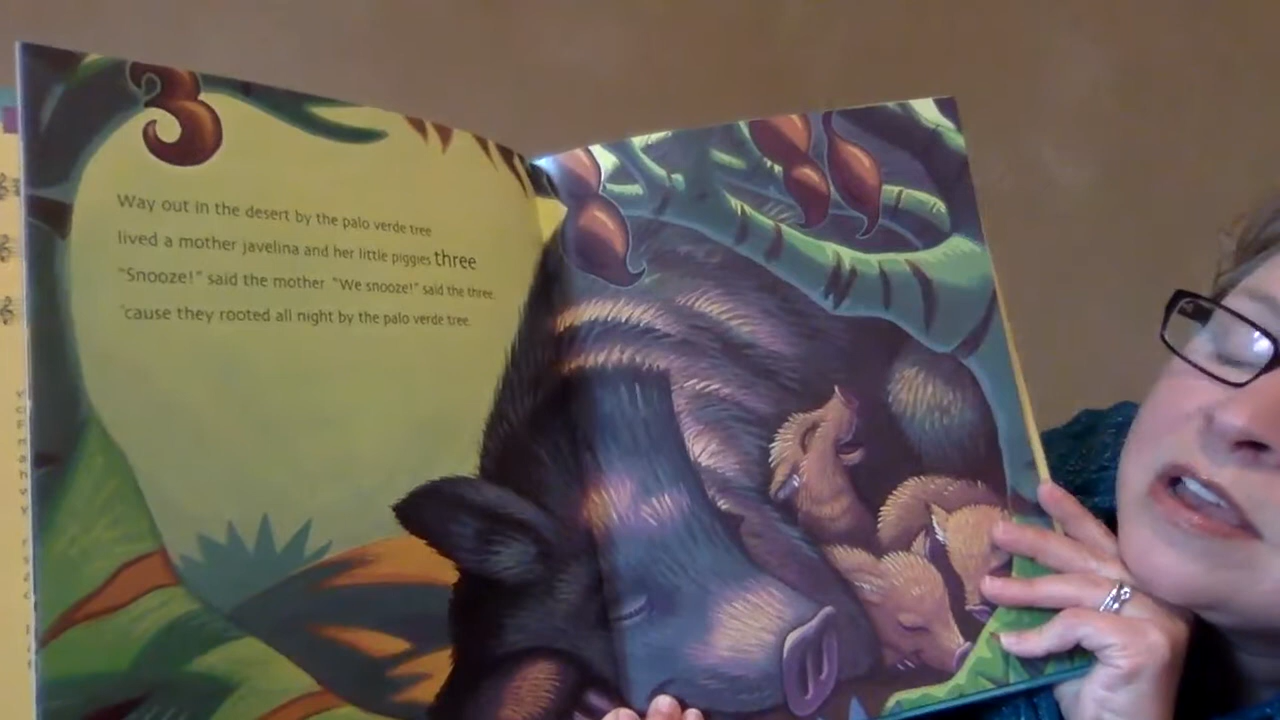 3
Way out in the desert by the palo verde tree
lived a mother javelina and her little piggies three
"Snooze!" said the mother "We snooze!" said the three.
'cause they rooted all night by the palo verde tree.